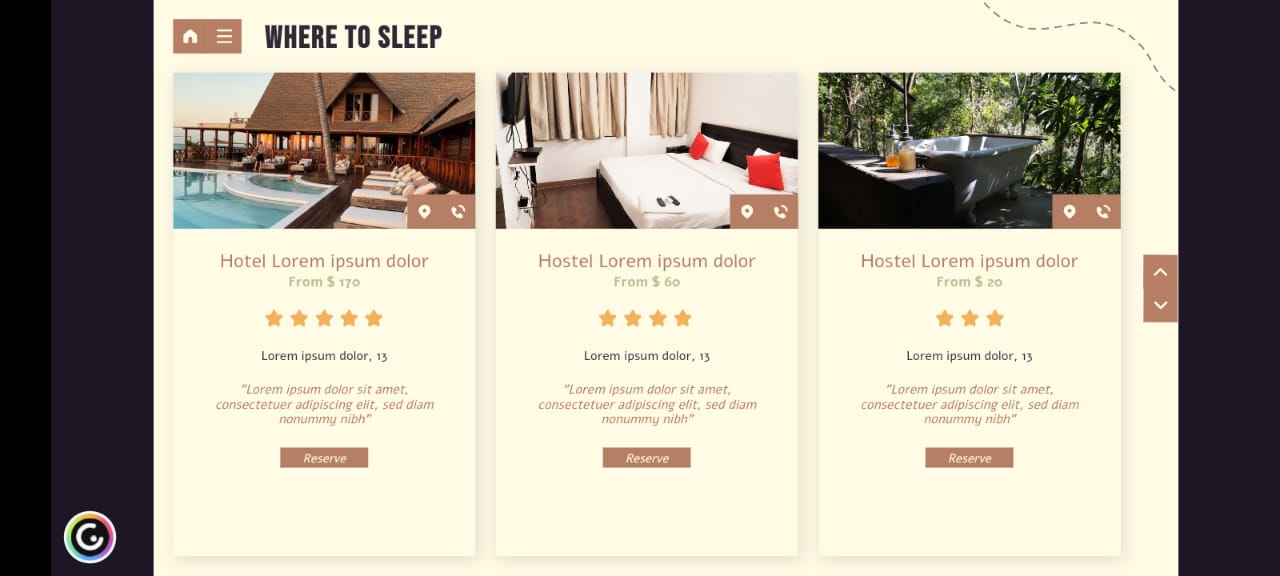 WHERE TO SLEEP
Hotel Lorem ipsum dolor
From $ 170
Lorem ipsum dolor, 13
"Lorem ipsum dolor sit amet,
consectetuer adipiscing elit, sed diam
nonummy nibh"
Reserve
Hostel Lorem ipsum dolor
From $ 60
Lorem ipsum dolor, 13
"Lorem ipsum dolor sit amet,
consectetuer adipiscing elit, sed diam
nonummy nibh"
Reserve
Hostel Lorem ipsum dolor
From $ 20
Lorem ipsum dolor, 13
"Lorem ipsum dolor sit amet,
consectetuer adipiscing elit, sed diam
nonummy nibh"
Reserve